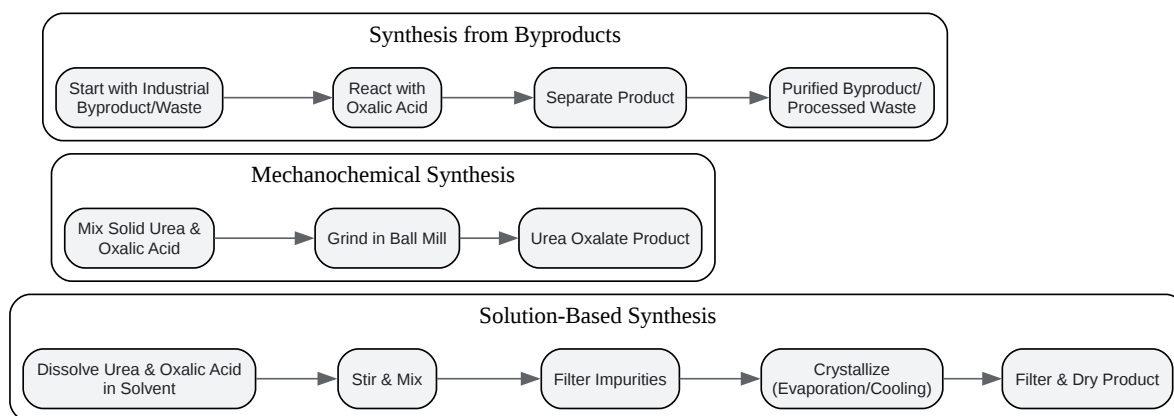 Synthesis from Byproducts
Start with Industrial
Byproduct/Waste
React with
Oxalic Acid
Separate Product
Purified Byproduct/
Processed Waste
Mechanochemical Synthesis
Mix Solid Urea &
Oxalic Acid
Grind in Ball Mill
Urea Oxalate Product
Solution-Based Synthesis
Dissolve Urea & Oxalic Acid
in Solvent
Stir & Mix
Filter Impurities
Crystallize
(Evaporation/Cooling)
Filter & Dry Product